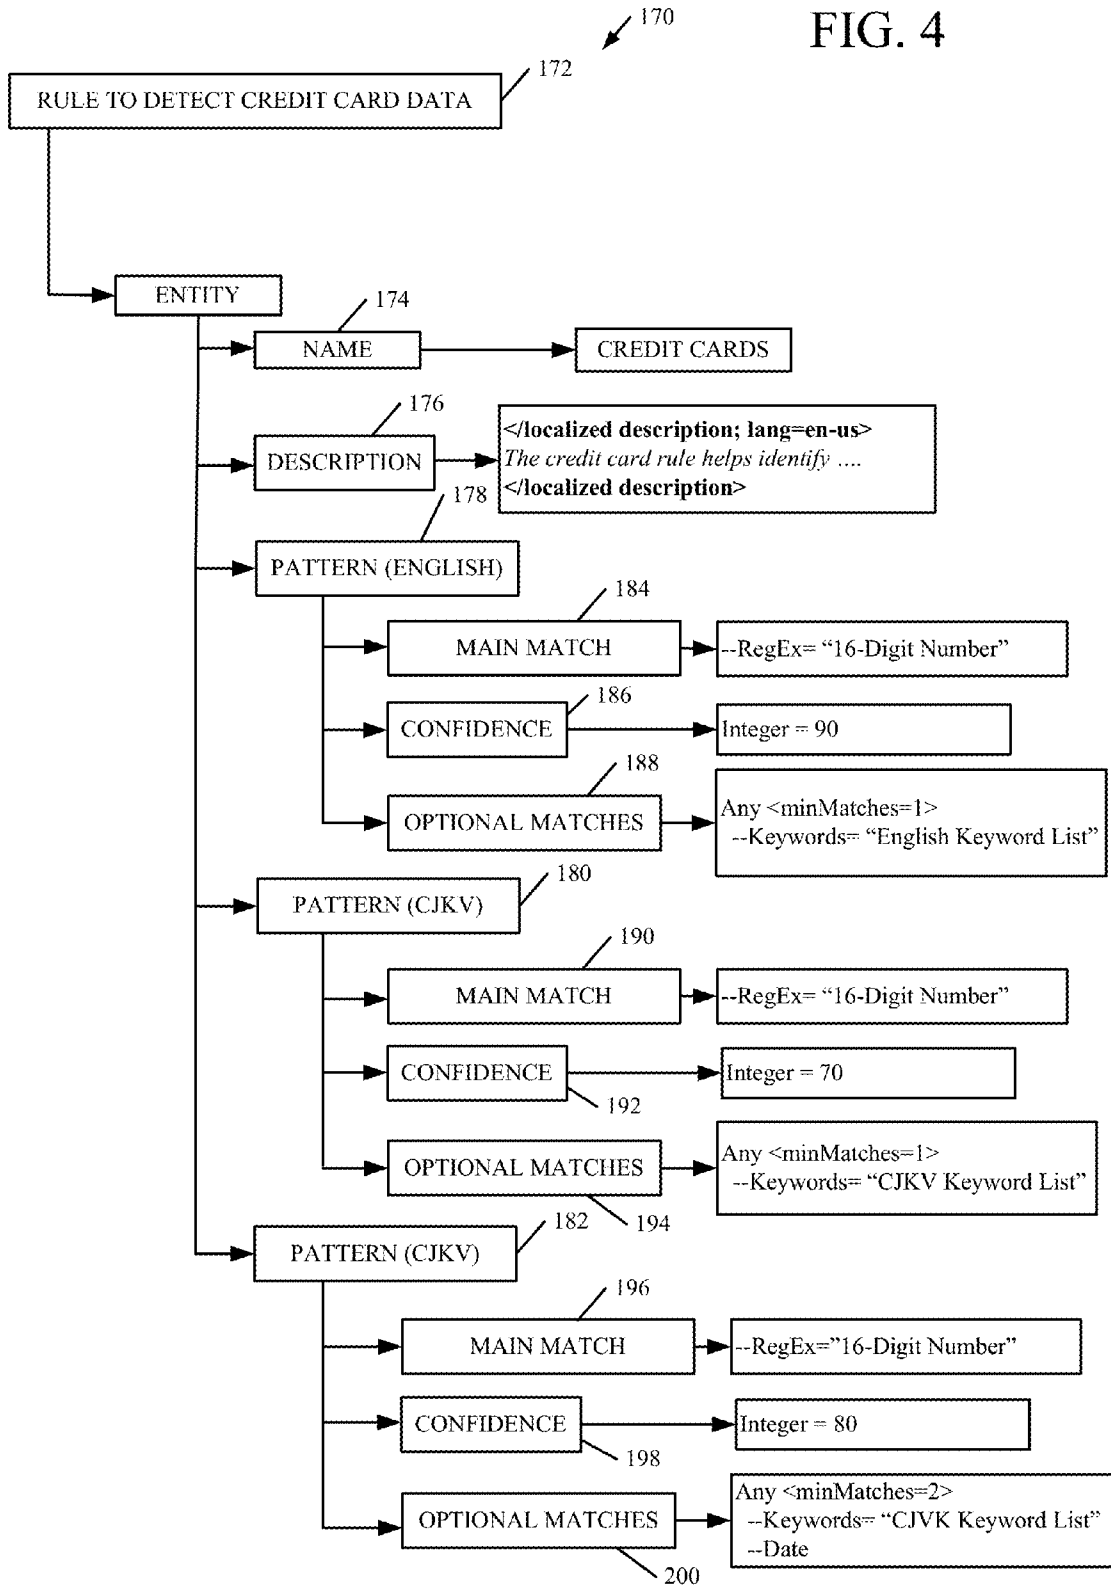 170
FIG. 4
172
RULE TO DETECT CREDIT CARD DATA
ENTITY
174
NAME
CREDIT CARDS
176
DESCRIPTION
</localized description; lang=en-us>
The credit card rule helps identify ....
</localized description>
178
PATTERN (ENGLISH)
184
MAIN MATCH
--RegEx= “16-Digit Number”
186
CONFIDENCE
Integer = 90
188
OPTIONAL MATCHES
Any <minMatches=1>
--Keywords= “English Keyword List”
180
PATTERN (CJKV)
190
MAIN MATCH
--RegEx= “16-Digit Number”
CONFIDENCE
192
Integer = 70
OPTIONAL MATCHES
194
Any <minMatches=1>
--Keywords= “CJKV Keyword List”
182
PATTERN (CJKV)
196
MAIN MATCH
--RegEx=”16-Digit Number”
CONFIDENCE
198
Integer = 80
OPTIONAL MATCHES
200
Any <minMatches=2>
--Keywords= “CJVK Keyword List”
--Date